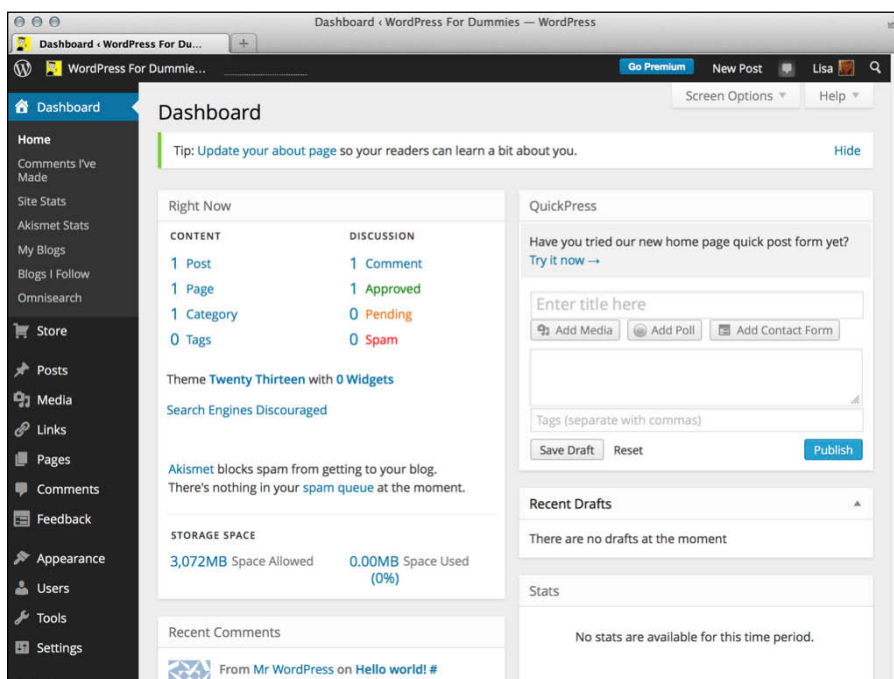 Dashboard ‹ WordPress For Dummies — WordPress
Dashboard ‹ WordPress For Du...
WordPress For Dummie...
Go Premium
New Post
Lisa
Dashboard
Home
Comments I've
Made
Site Stats
Akismet Stats
My Blogs
Blogs I Follow
Omnisearch
Store
Posts
Media
Links
Pages
Comments
Feedback
Appearance
Users
Tools
Settings
Screen Options
Help
Dashboard
Tip: Update your about page so your readers can learn a bit about you.
Hide
Right Now
CONTENT
1 Post
1 Page
1 Category
0 Tags
DISCUSSION
1 Comment
1 Approved
0 Pending
0 Spam
Theme Twenty Thirteen with 0 Widgets
Search Engines Discouraged
Akismet blocks spam from getting to your blog.
There's nothing in your spam queue at the moment.
STORAGE SPACE
3,072MB Space Allowed
0.00MB Space Used
(0%)
Recent Comments
From Mr WordPress on Hello world! #
QuickPress
Have you tried our new home page quick post form yet?
Try it now →
Enter title here
Add Media
Add Poll
Add Contact Form
Tags (separate with commas)
Save Draft
Reset
Publish
Recent Drafts
There are no drafts at the moment
Stats
No stats are available for this time period.